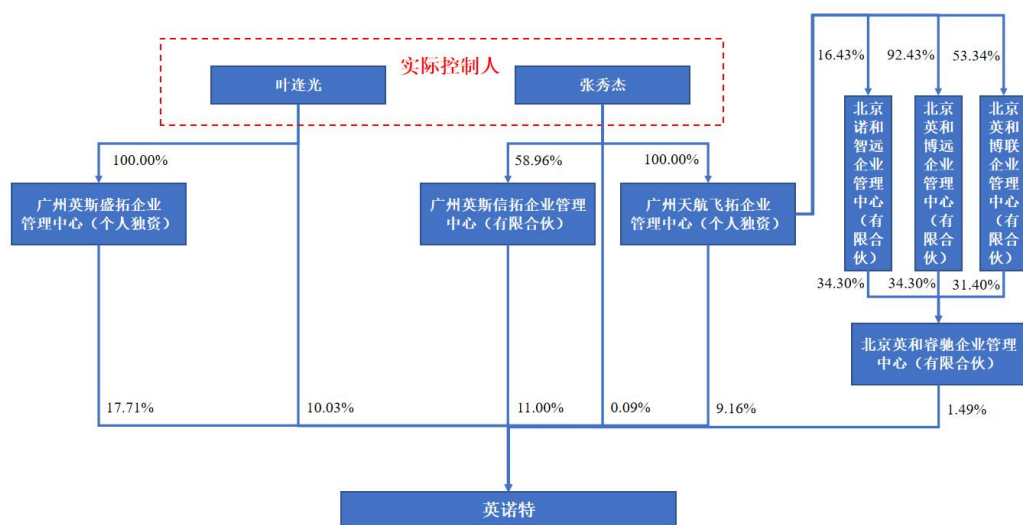 16.43%
92.43%
53.34%
实际控制人
叶逢光
张秀杰
北京
诺和
智远
企业
管理
中心
（有
限合
伙）
北京
英和
博远
企业
管理
中心
（有
限合
伙）
北京
英和
博联
企业
管理
中心
（有
限合
伙）
100.00%
58.96%
100.00%
广州英斯盛拓企业
管理中心（个人独资）
广州英斯信拓企业管理
中心（有限合伙）
广州天航飞拓企业
管理中心（个人独资）
34.30%
34.30%
31.40%
北京英和睿驰企业管理
中心（有限合伙）
17.71%
10.03%
11.00%
0.09%
9.16%
1.49%
英诺特